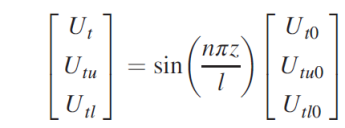 [ U_t ; U_tu ; U_tl ] = sin( nπz / l ) [ U_t0 ; U_tu0 ; U_tl0 ]